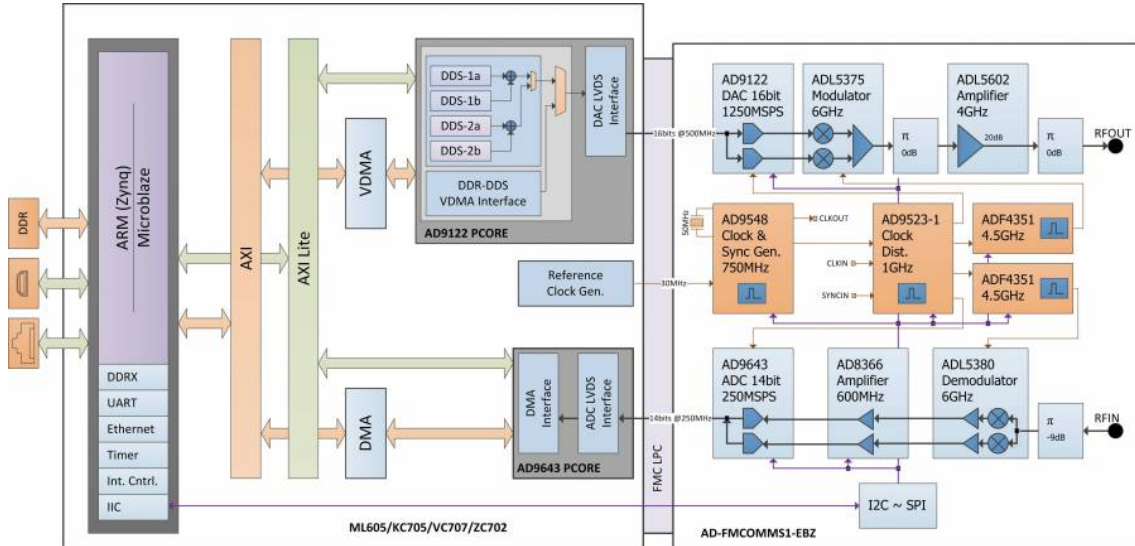 DDR
ARM (Zynq)
Microblaze
DDRX
UART
Ethernet
Timer
Int. Cntrl.
IIC
AXI
AXI Lite
VDMA
DMA
DDS-1a
DDS-1b
DDS-2a
DDS-2b
DDR-DDS
VDMA Interface
DAC LVDS
Interface
AD9122 PCORE
Reference
Clock Gen.
DMA
Interface
ADC LVDS
Interface
AD9643 PCORE
ML605/KC705/VC707/ZC702
FMC LPC
16bits @500MHz
30MHz
14bits @250MHz
AD9122
DAC 16bit
1250MSPS
ADL5375
Modulator
6GHz
π
0dB
ADL5602
Amplifier
4GHz
20dB
π
0dB
RFOUT
50MHz
AD9548
Clock &
Sync Gen.
750MHz
CLKOUT
CLKIN
SYNCIN
AD9523-1
Clock
Dist.
1GHz
ADF4351
4.5GHz
ADF4351
4.5GHz
AD9643
ADC 14bit
250MSPS
AD8366
Amplifier
600MHz
ADL5380
Demodulator
6GHz
π
-9dB
RFIN
I2C ~ SPI
AD-FMCOMMS1-EBZ